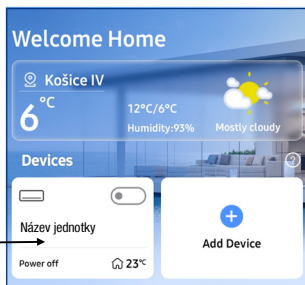 Welcome Home
Košice IV
6°C
12°C/6°C
Humidity:93%
Mostly cloudy
Devices
Název jednotky
Power off
23℃
Add Device